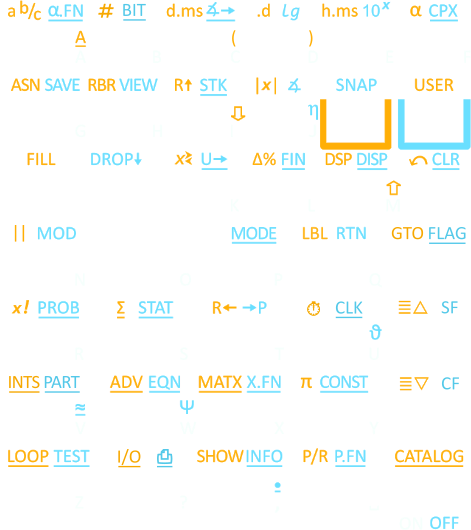 a b/c α.FN # BIT d.ms ∡→ .d lg h.ms 10ˣ α CPX
A ( )
ASN SAVE RBR VIEW R↑ STK |x| ∡ SNAP USER
⇩ η
FILL DROP↓ x⇄ U→ Δ% FIN DSP DISP ↶ CLR
⇧
|| MOD MODE LBL RTN GTO FLAG
x! PROB Σ STAT R← →P ⏱ CLK ≡△ SF
ϑ
INTS PART ADV EQN MATX X.FN π CONST ≡▽ CF
≈ Ψ
LOOP TEST I/O ⎙ SHOW INFO P/R P.FN CATALOG
•
OFF